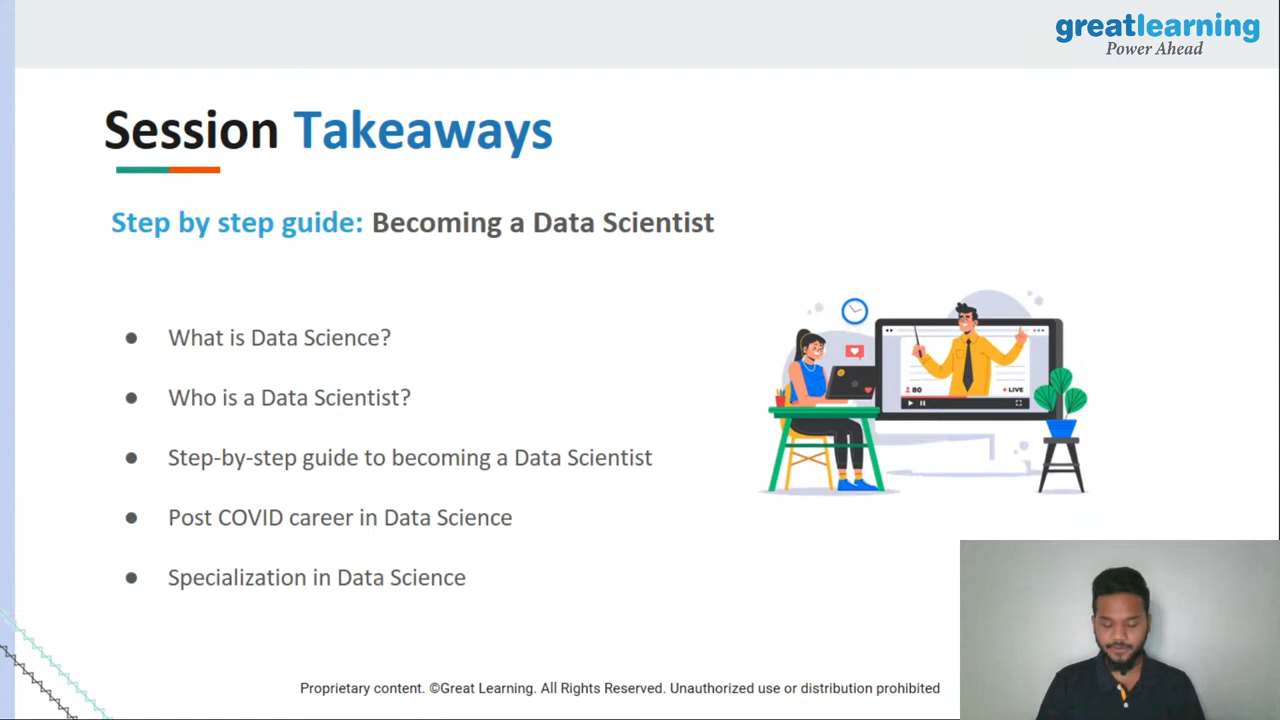 greatlearning
Power Ahead
Session Takeaways
Step by step guide: Becoming a Data Scientist
● What is Data Science?
● Who is a Data Scientist?
● Step-by-step guide to becoming a Data Scientist
● Post COVID career in Data Science
● Specialization in Data Science
80
LIVE
Proprietary content. ©Great Learning. All Rights Reserved. Unauthorized use or distribution prohibited